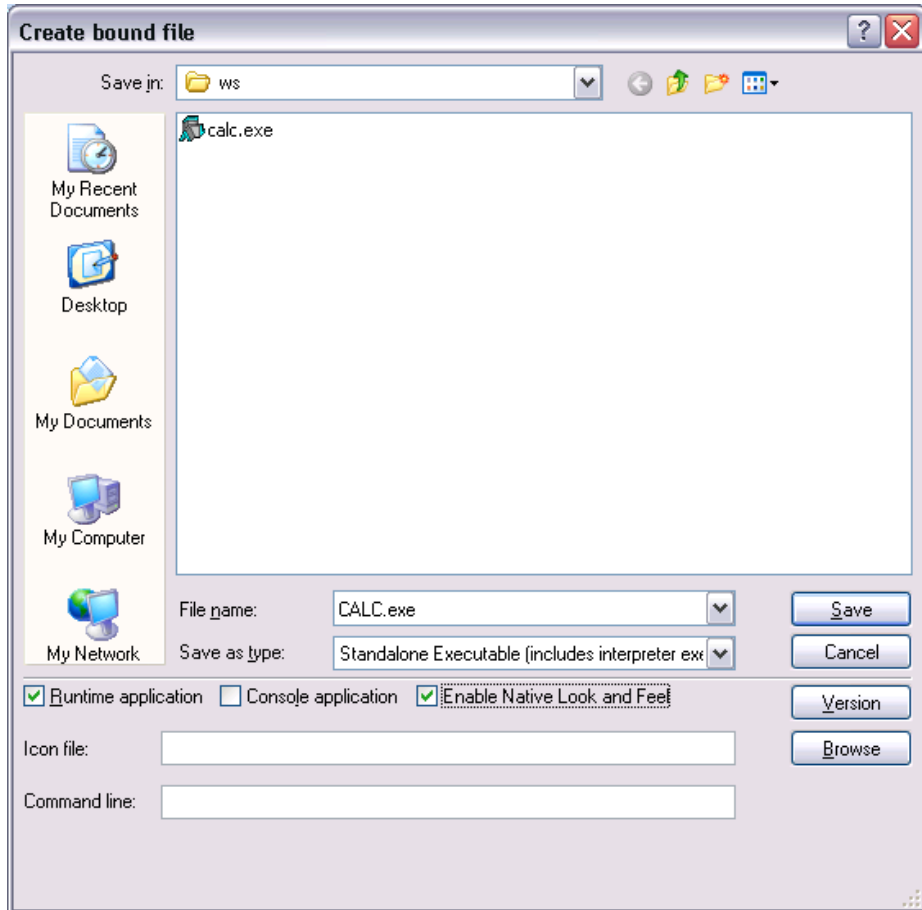 Create bound file
Save in: ws
calc.exe
My Recent
Documents
Desktop
My Documents
My Computer
My Network
File name: CALC.exe Save
Save as type: Standalone Executable (includes interpreter exe Cancel
Runtime application Console application Enable Native Look and Feel Version
Icon file: Browse
Command line: